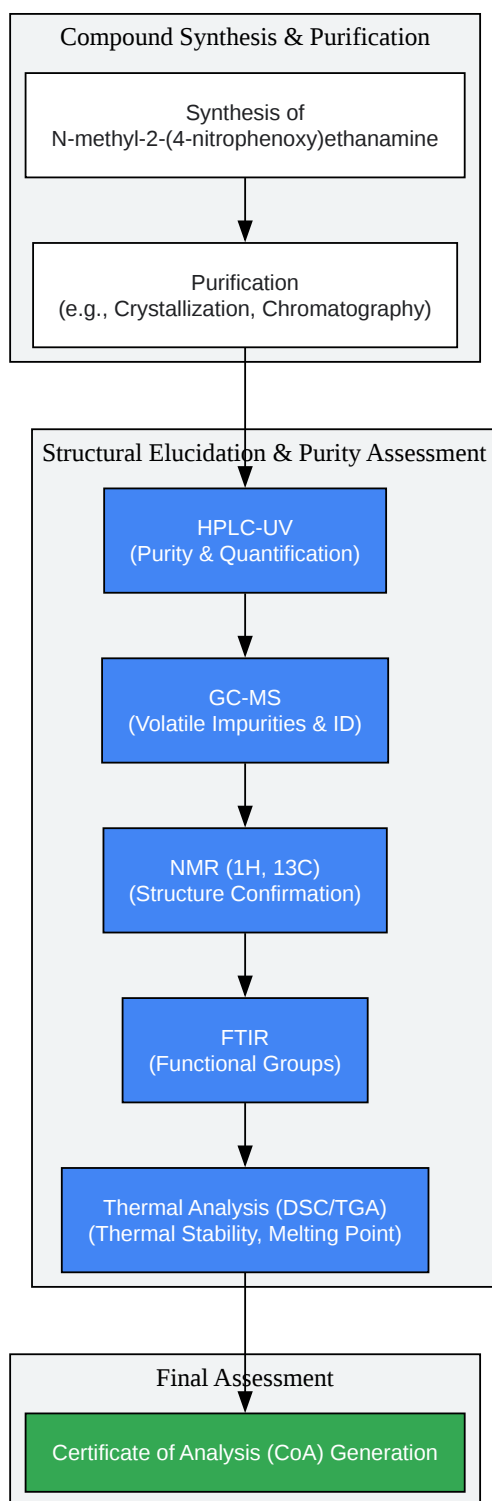 Compound Synthesis & Purification
Synthesis of
N-methyl-2-(4-nitrophenoxy)ethanamine
Purification
(e.g., Crystallization, Chromatography)
Structural Elucidation & Purity Assessment
HPLC-UV
(Purity & Quantification)
GC-MS
(Volatile Impurities & ID)
NMR (1H, 13C)
(Structure Confirmation)
FTIR
(Functional Groups)
Thermal Analysis (DSC/TGA)
(Thermal Stability, Melting Point)
Final Assessment
Certificate of Analysis (CoA) Generation